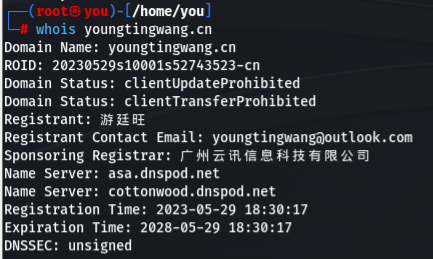 ┌──(root㉿you)-[/home/you]
└─# whois youngtingwang.cn
Domain Name: youngtingwang.cn
ROID: 20230529s10001s52743523-cn
Domain Status: clientUpdateProhibited
Domain Status: clientTransferProhibited
Registrant: 游廷旺
Registrant Contact Email: youngtingwang@outlook.com
Sponsoring Registrar: 广州云讯信息科技有限公司
Name Server: asa.dnspod.net
Name Server: cottonwood.dnspod.net
Registration Time: 2023-05-29 18:30:17
Expiration Time: 2028-05-29 18:30:17
DNSSEC: unsigned